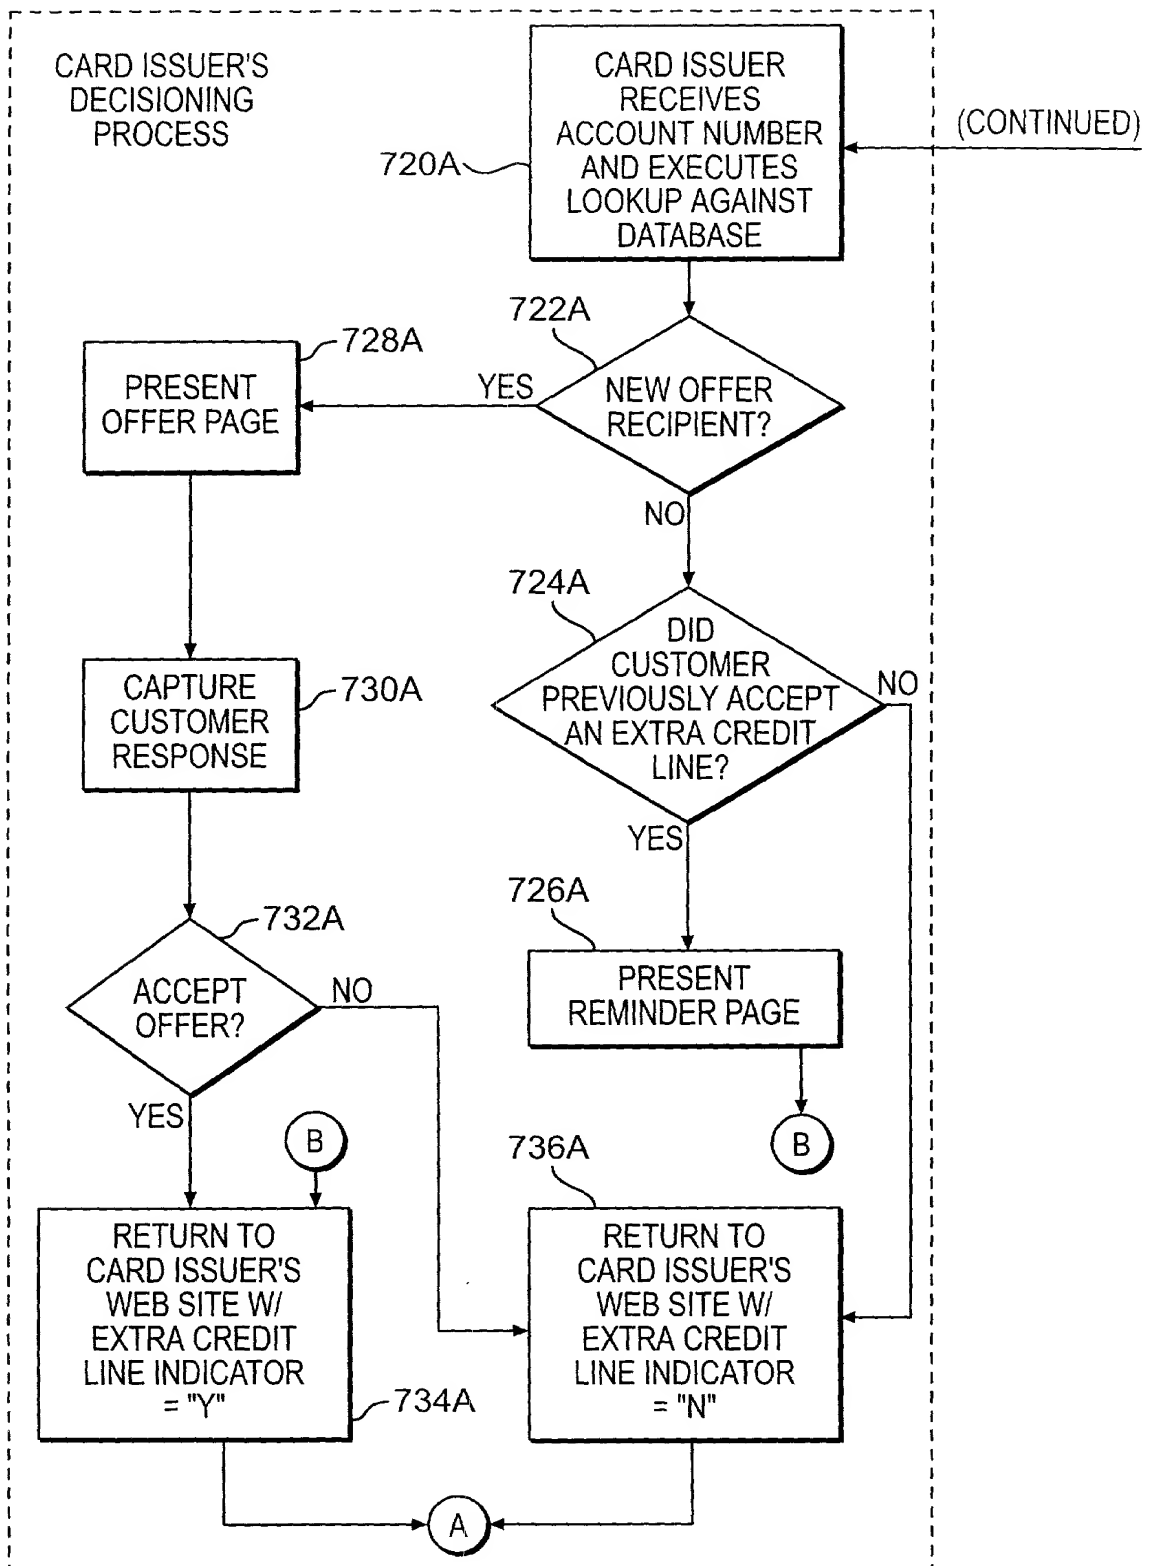 CARD ISSUER'S
DECISIONING
PROCESS
CARD ISSUER
RECEIVES
ACCOUNT NUMBER
AND EXECUTES
LOOKUP AGAINST
DATABASE
720A
(CONTINUED)
722A
NEW OFFER
RECIPIENT?
YES
NO
728A
PRESENT
OFFER PAGE
724A
DID
CUSTOMER
PREVIOUSLY ACCEPT
AN EXTRA CREDIT
LINE?
NO
YES
730A
CAPTURE
CUSTOMER
RESPONSE
726A
PRESENT
REMINDER PAGE
B
732A
ACCEPT
OFFER?
NO
YES
B
736A
RETURN TO
CARD ISSUER'S
WEB SITE W/
EXTRA CREDIT
LINE INDICATOR
= "Y"
734A
RETURN TO
CARD ISSUER'S
WEB SITE W/
EXTRA CREDIT
LINE INDICATOR
= "N"
A